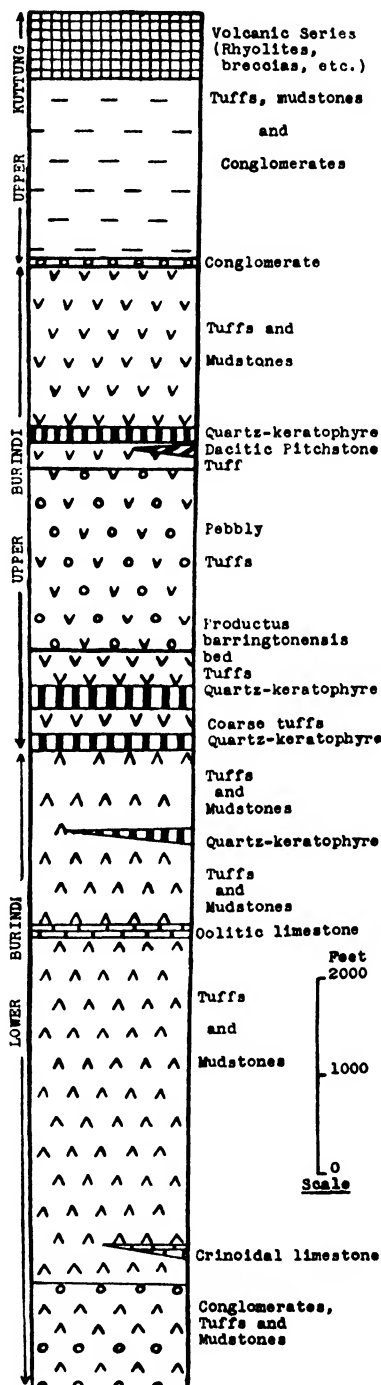 UPPER KUTTUNG
Volcanic Series
(Rhyolites,
breccias, etc.)
Tuffs, mudstones
and
Conglomerates
Conglomerate
UPPER BURINDI
Tuffs and
Mudstones
Quartz-keratophyre
Dacitic Pitchstone
Tuff
Pebbly
Tuffs
Productus
barringtonensis
bed
Tuffs
Quartz-keratophyre
Coarse tuffs
Quartz-keratophyre
LOWER BURINDI
Tuffs
and
Mudstones
Quartz-keratophyre
Tuffs
and
Mudstones
Oolitic limestone
Feet
2000
1000
0
Scale
Tuffs
and
Mudstones
Crinoidal limestone
Conglomerates,
Tuffs and
Mudstones